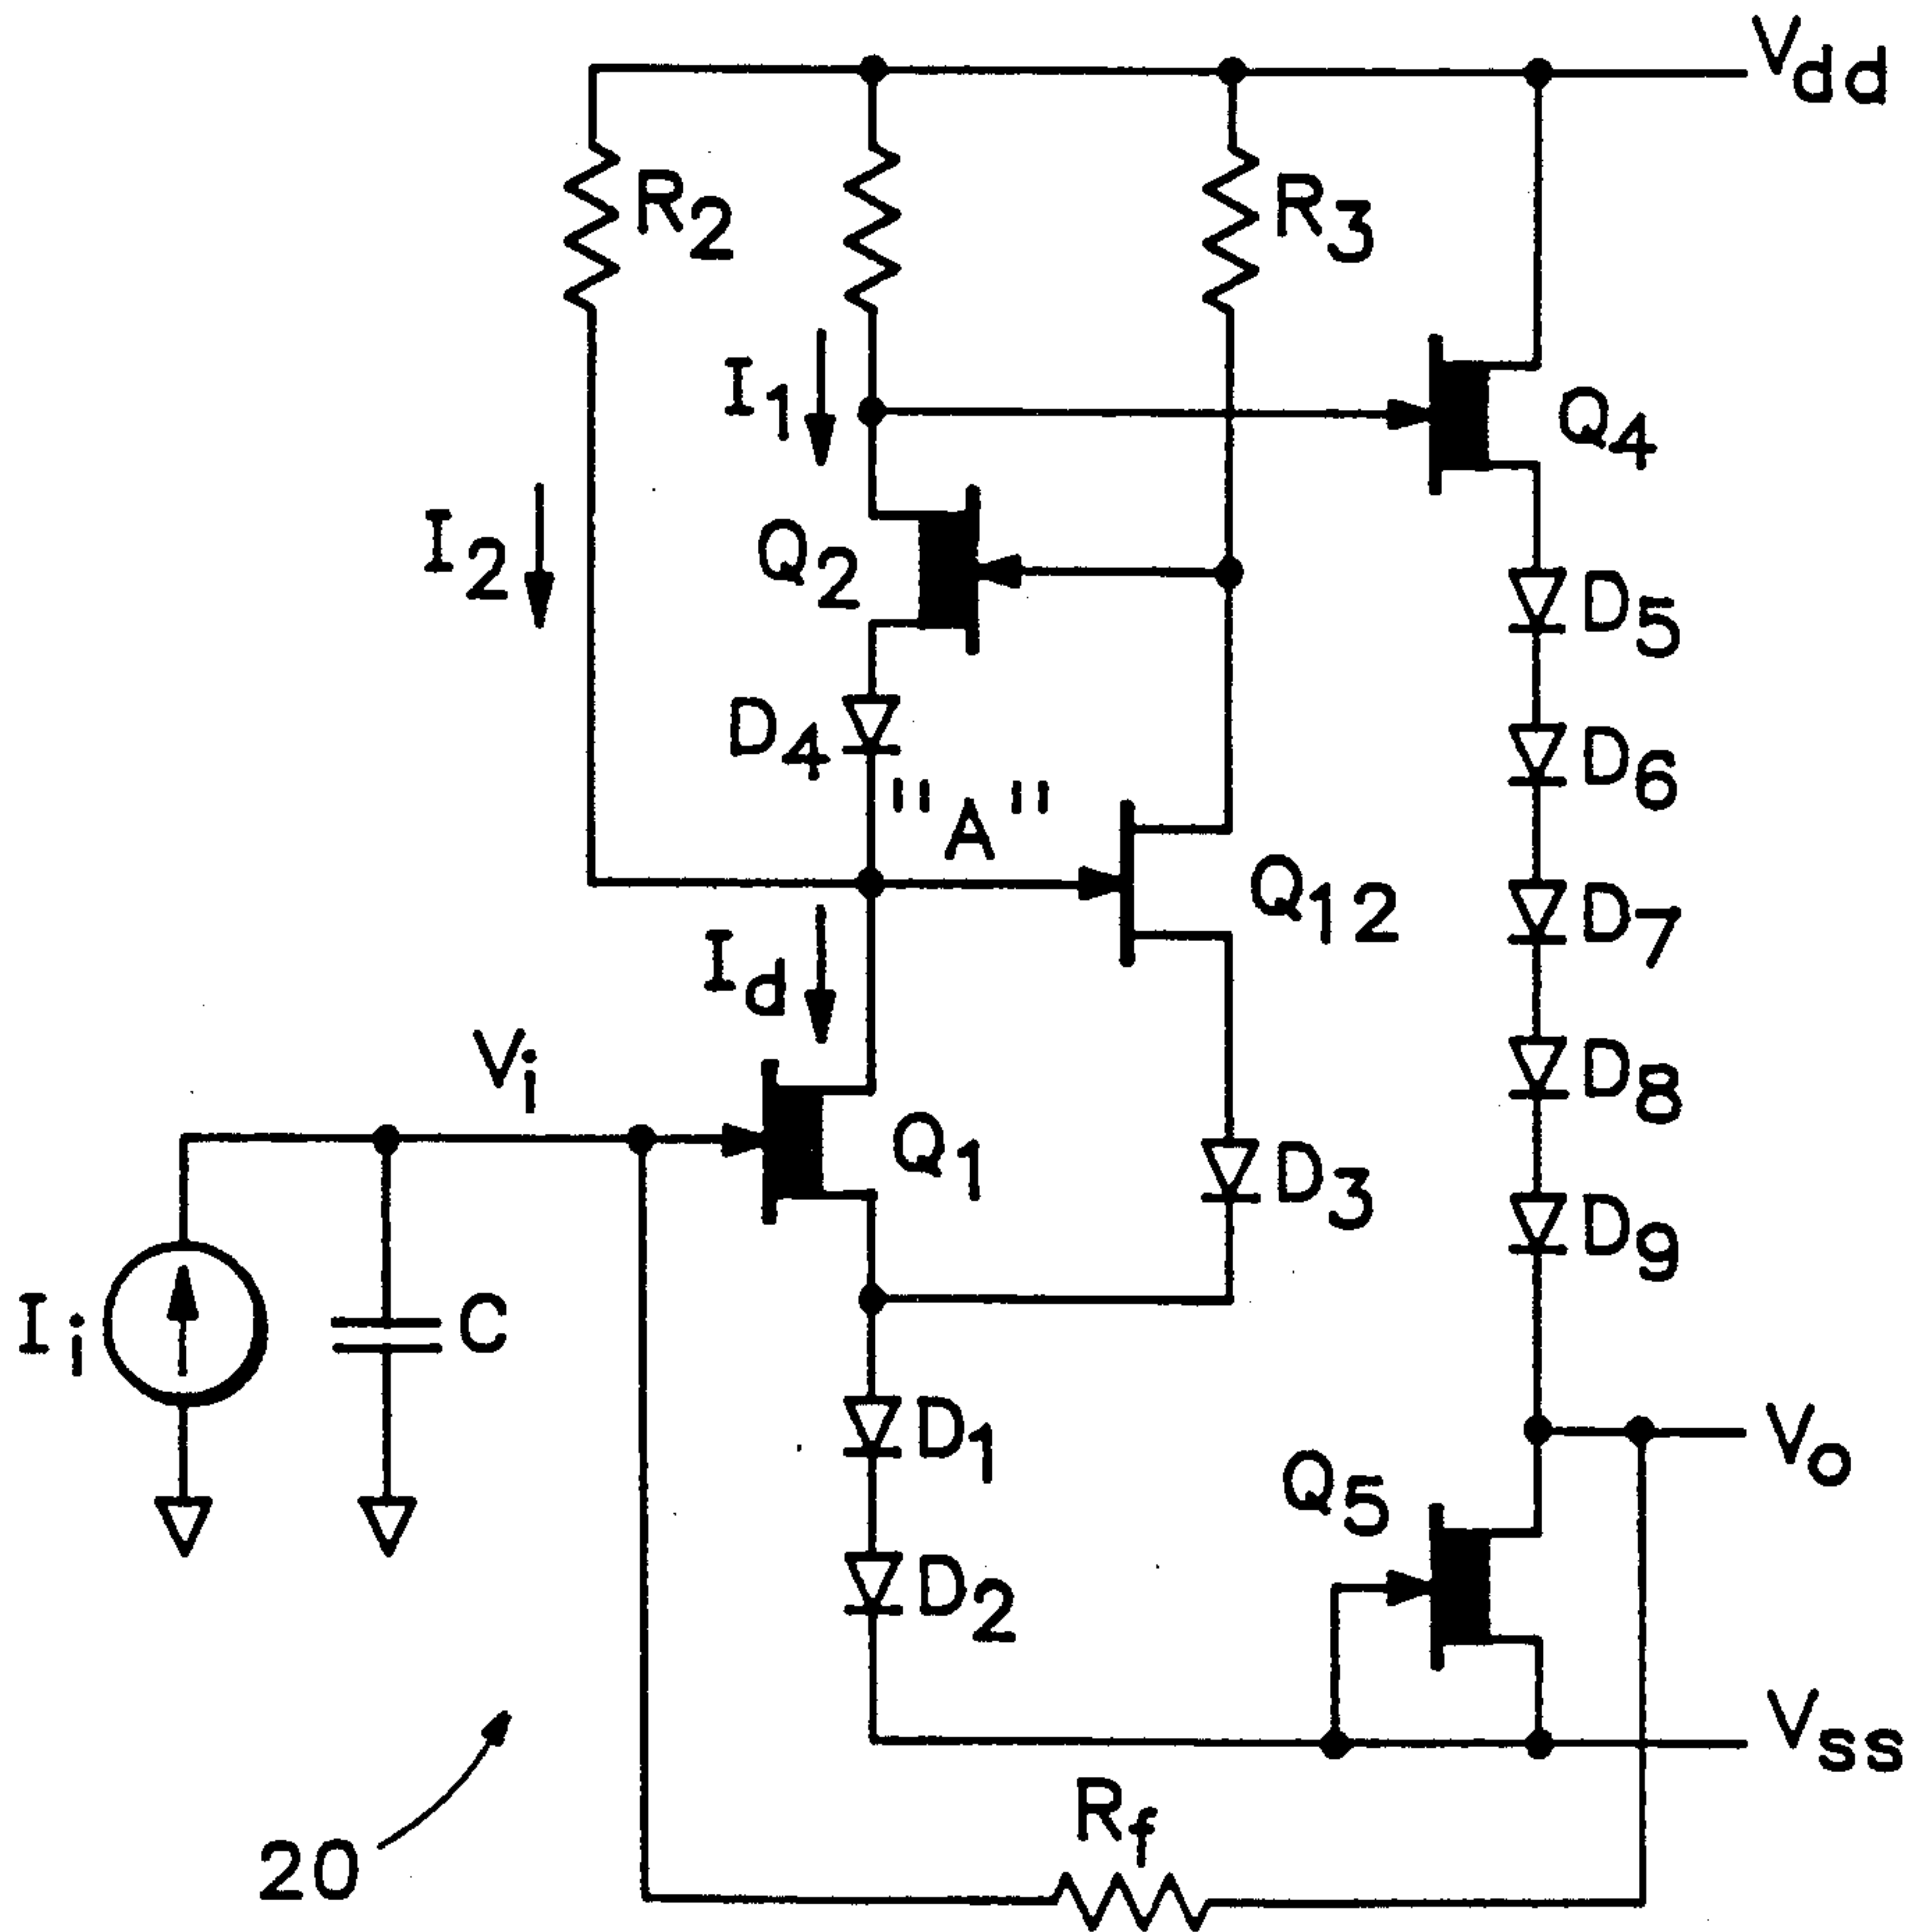 Vdd
R2
R3
I1
Q4
I2
Q2
D5
D4
D6
"A"
Q12
D7
Id
Vi
D8
Q1
D3
D9
Ii
C
D1
Vo
Q5
D2
Vss
Rf
20